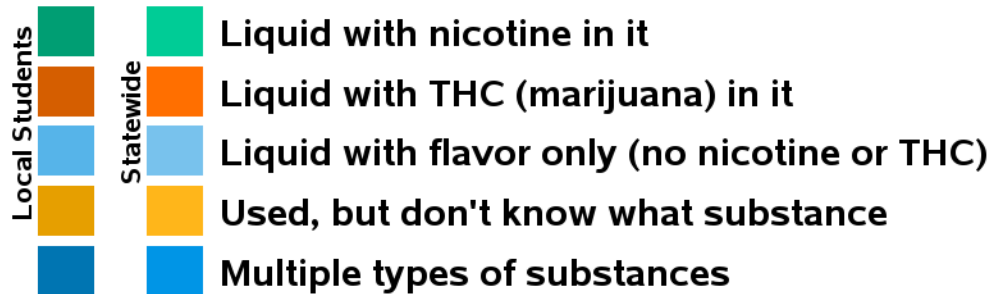 Local Students
Statewide
Liquid with nicotine in it
Liquid with THC (marijuana) in it
Liquid with flavor only (no nicotine or THC)
Used, but don't know what substance
Multiple types of substances